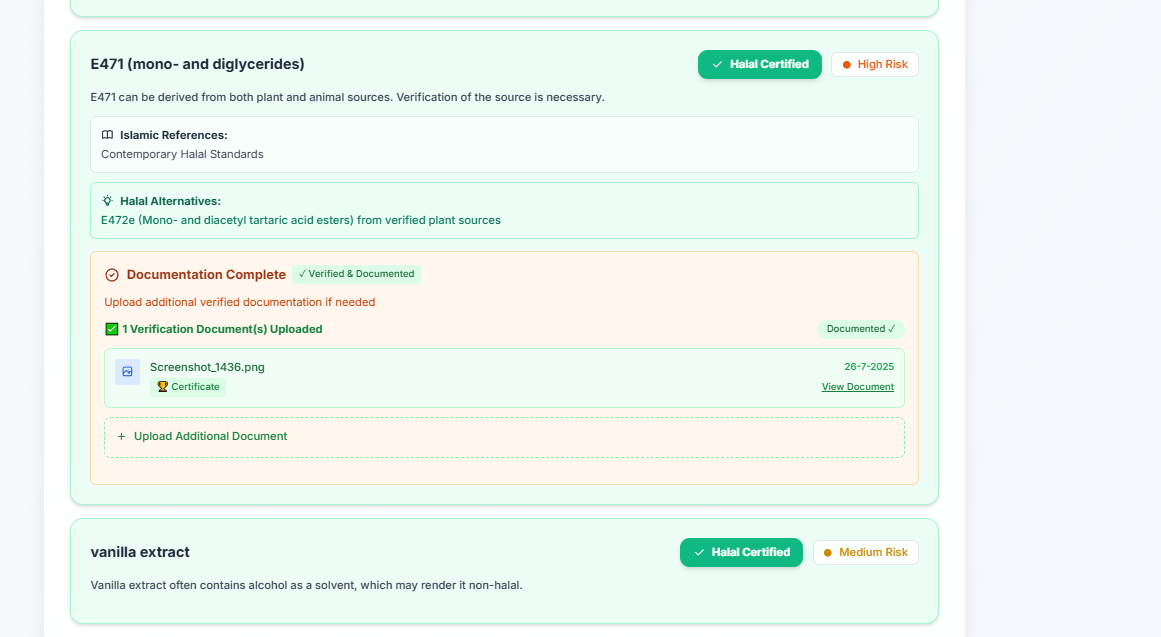 E471 (mono- and diglycerides)
✓ Halal Certified
High Risk
E471 can be derived from both plant and animal sources. Verification of the source is necessary.
Islamic References:
Contemporary Halal Standards
Halal Alternatives:
E472e (Mono- and diacetyl tartaric acid esters) from verified plant sources
Documentation Complete ✓ Verified & Documented
Upload additional verified documentation if needed
✅ 1 Verification Document(s) Uploaded
Documented ✓
Screenshot_1436.png
26-7-2025
🏆 Certificate
View Document
+ Upload Additional Document
vanilla extract
✓ Halal Certified
Medium Risk
Vanilla extract often contains alcohol as a solvent, which may render it non-halal.